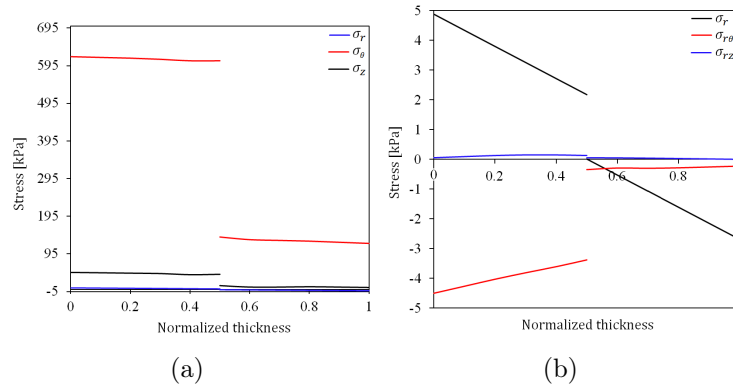 695
595
495
395
295
195
95
-5
Stress [kPa]
σr
σθ
σz
0
0.2
0.4
0.6
0.8
1
Normalized thickness
(a)
5
4
3
2
1
0
-1
-2
-3
-4
-5
Stress [kPa]
σr
σrθ
σrz
0
0.2
0.4
0.6
0.8
Normalized thickness
(b)